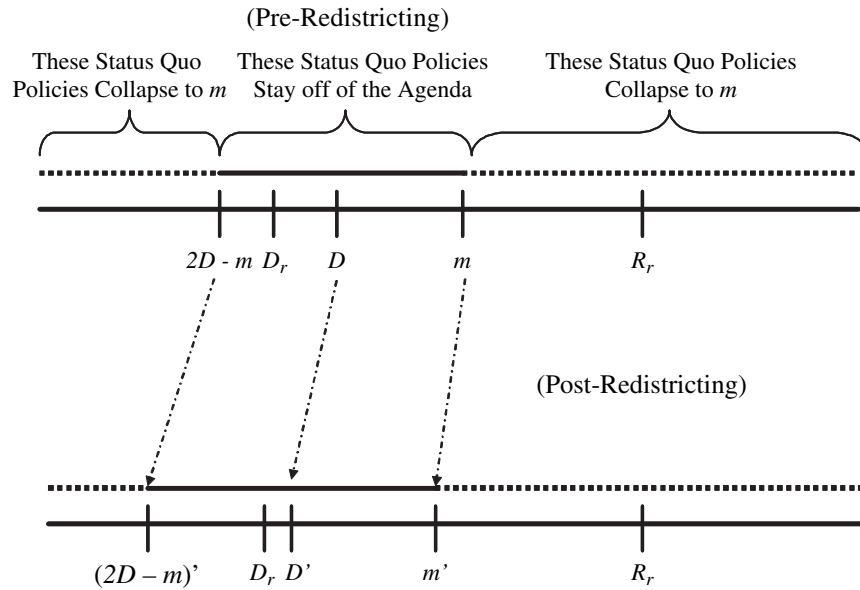 (Pre-Redistricting)
These Status Quo
Policies Collapse to m
These Status Quo Policies
Stay off of the Agenda
These Status Quo Policies
Collapse to m
2D - m D_r D m R_r
(Post-Redistricting)
(2D – m)’ D_r D’ m’ R_r